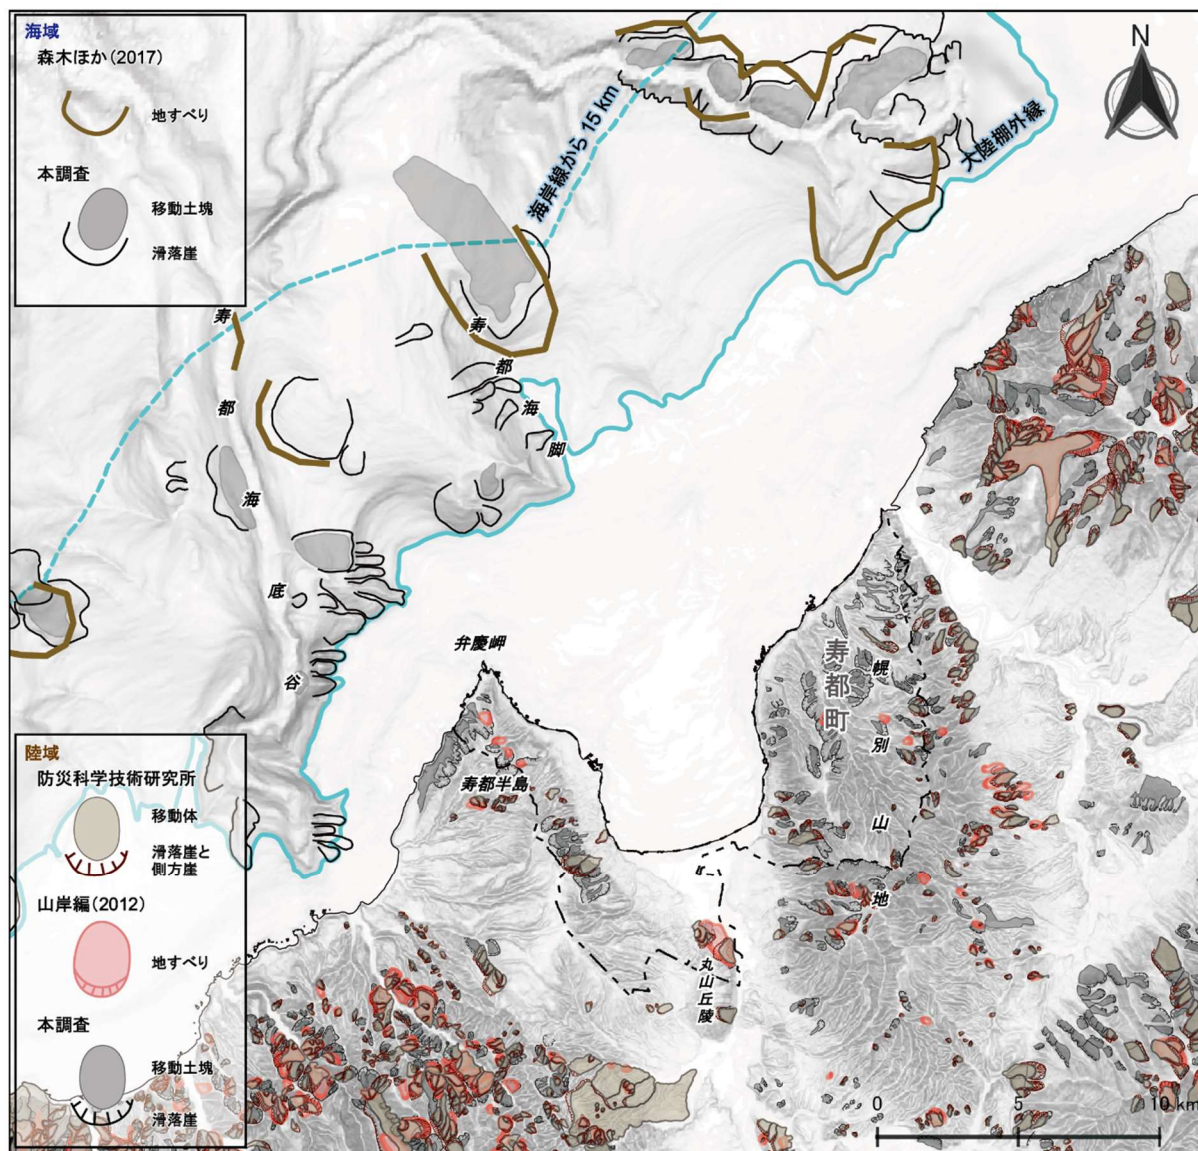 海域
森木ほか(2017)
地すべり
本調査
移動土塊
滑落崖
海岸線から 15 km
大陸棚外縁
N
寿都海底谷
寿都海脚
弁慶岬
寿都半島
寿都町
幌別山地
丸山丘陵
陸域
防災科学技術研究所
移動体
滑落崖と
側方崖
山岸編(2012)
地すべり
本調査
移動土塊
滑落崖
0 5 10 km